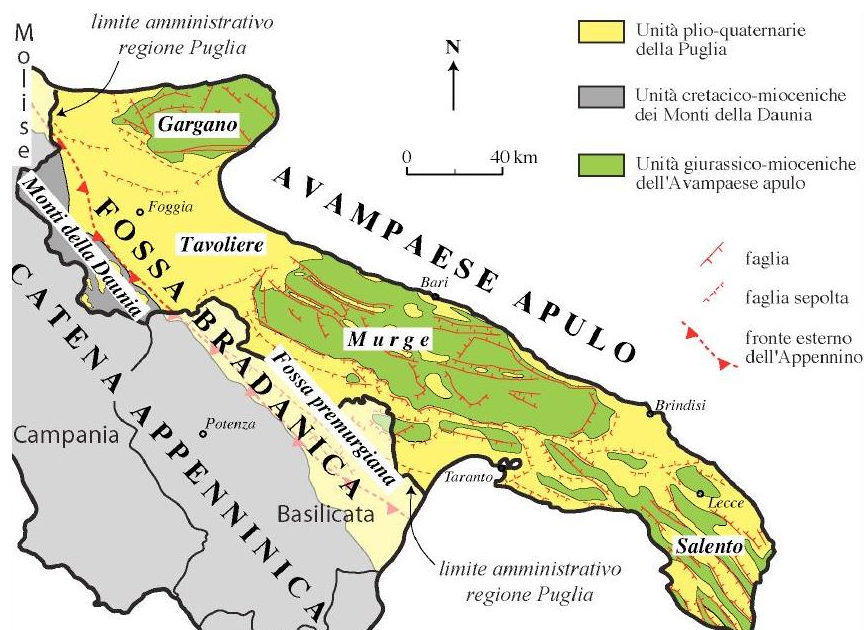 limite amministrativo
regione Puglia
Molise
N
0 40 km
Unità plio-quaternarie
della Puglia
Unità cretacico-mioceniche
dei Monti della Daunia
Unità giurassico-mioceniche
dell'Avampaese apulo
faglia
faglia sepolta
fronte esterno
dell'Appennino
Gargano
AVAMPAESE APULO
Monti della Daunia
Foggia
Tavoliere
FOSSA BRADANICA
Bari
Murge
CATENA APPENNINICA
Fossa premurgiana
Brindisi
Potenza
Campania
Taranto
Lecce
Basilicata
Salento
limite amministrativo
regione Puglia